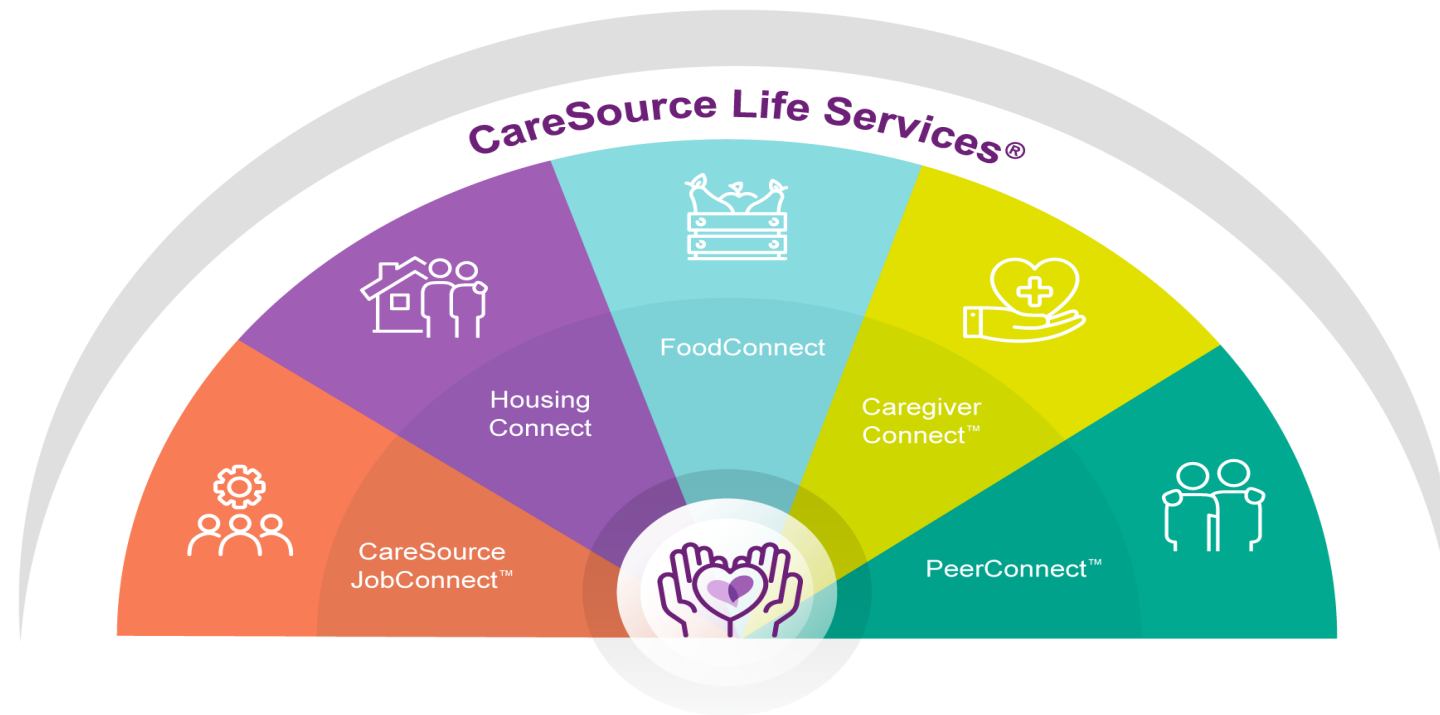 CareSource Life Services®
CareSource
JobConnect™
Housing
Connect
FoodConnect
Caregiver
Connect™
PeerConnect™